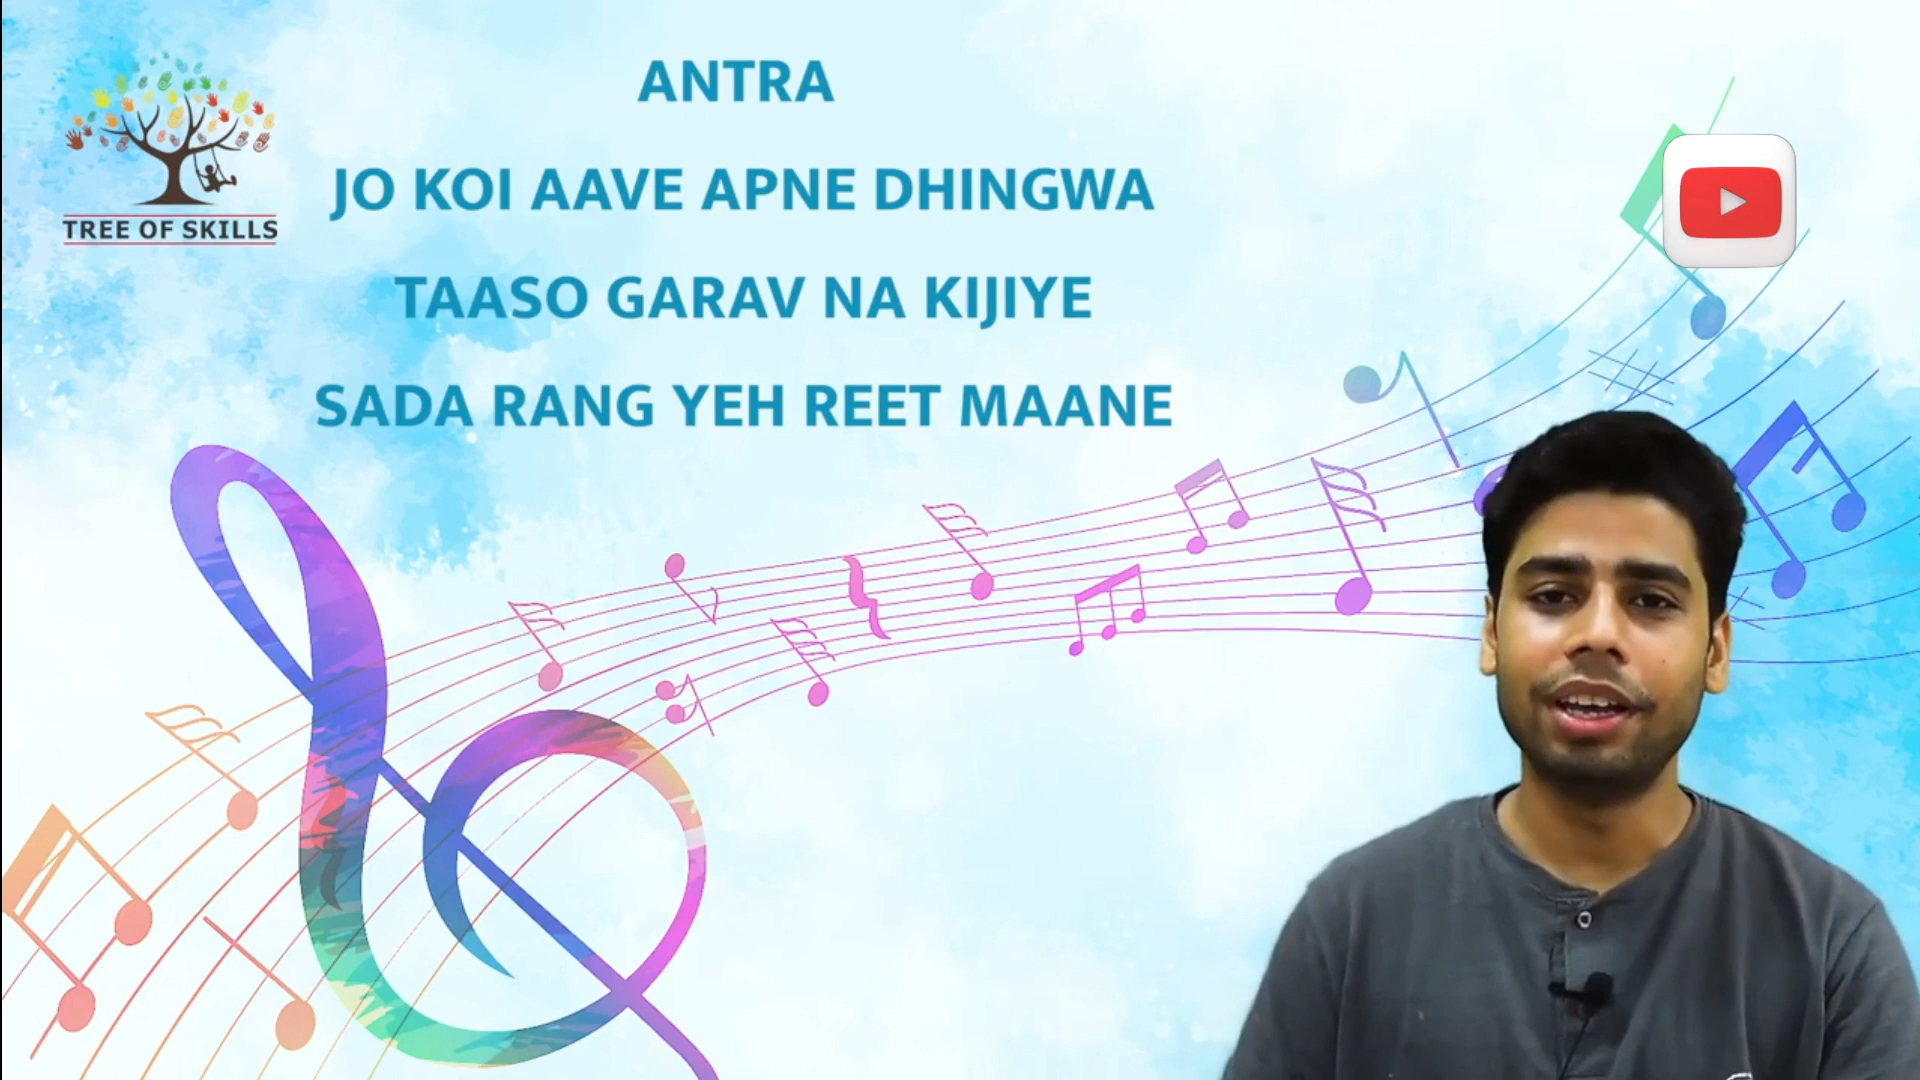 TREE OF SKILLS
ANTRA
JO KOI AAVE APNE DHINGWA
TAASO GARAV NA KIJIYE
SADA RANG YEH REET MAANE